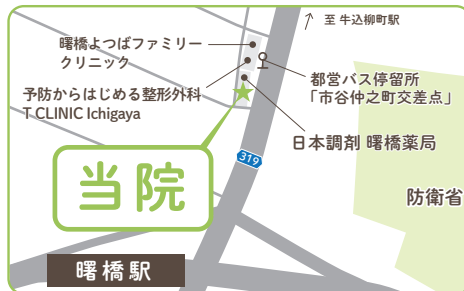 至 牛込柳町駅
曙橋よつばファミリー
クリニック
予防からはじめる整形外科
T CLINIC Ichigaya
都営バス停留所
「市谷仲之町交差点」
日本調剤 曙橋薬局
319
当院
防衛省
曙橋駅